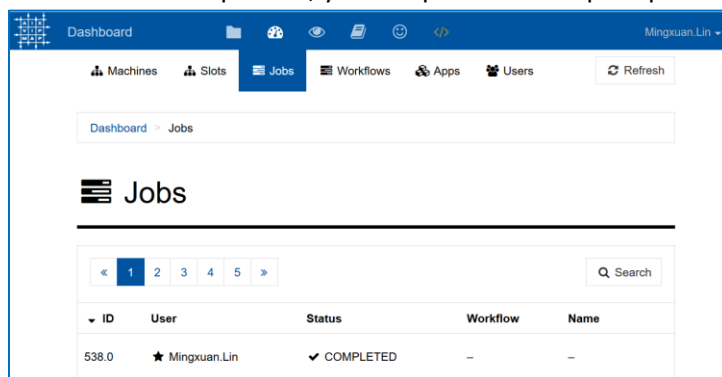 Dashboard </> Mingxuan.Lin
Machines Slots Jobs Workflows Apps Users Refresh
Dashboard > Jobs
Jobs
« 1 2 3 4 5 » Search
ID User Status Workflow Name
538.0 Mingxuan.Lin COMPLETED – –